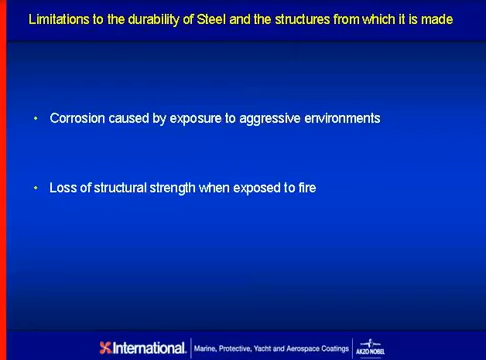 Limitations to the durability of Steel and the structures from which it is made
• Corrosion caused by exposure to aggressive environments
• Loss of structural strength when exposed to fire
International. Marine, Protective, Yacht and Aerospace Coatings AKZO NOBEL